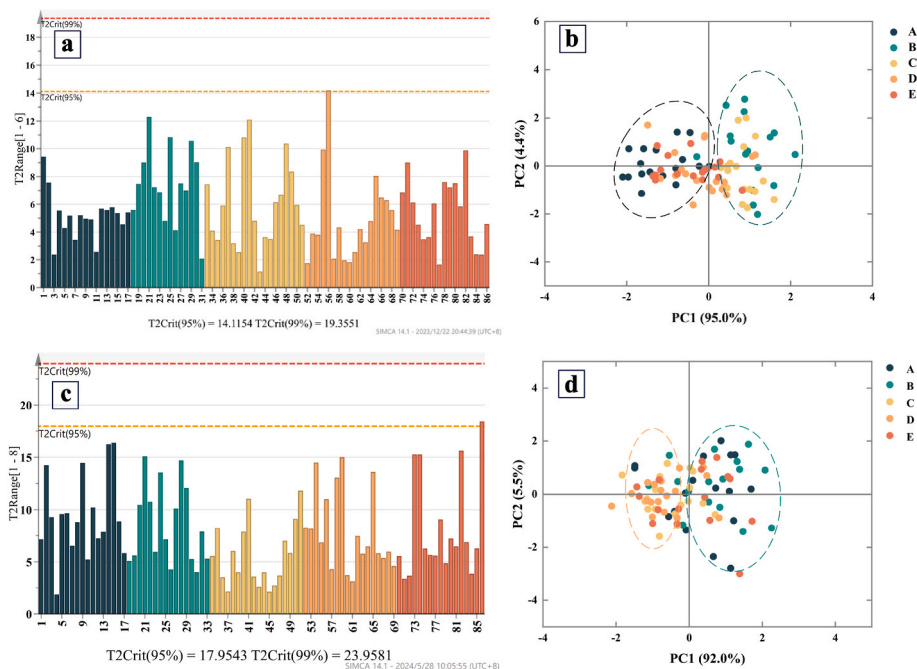 a
T2Crit(99%)
T2Crit(95%)
T2Range[1 - 6]
18
16
14
12
10
8
6
4
2
0
1 3 5 7 9 11 13 15 17 19 21 23 25 27 29 31 34 36 38 40 42 44 46 48 50 52 54 56 58 60 62 64 66 68 70 72 74 76 78 80 82 84 86
T2Crit(95%) = 14.1154 T2Crit(99%) = 19.3551
SIMCA 14.1 - 2023/12/22 20:44:39 (UTC+8)
b
PC2 (4.4%)
6
4
2
0
-2
-4
-4 -2 0 2 4
PC1 (95.0%)
A
B
C
D
E
c
T2Crit(99%)
T2Crit(95%)
T2Range[1 - 8]
20
15
10
5
0
1 5 9 13 17 21 25 29 33 37 41 45 49 53 57 61 65 69 73 77 81 85
T2Crit(95%) = 17.9543 T2Crit(99%) = 23.9581
SIMCA 14.1 - 2024/5/28 10:05:55 (UTC+8)
d
PC2 (5.5%)
4
2
0
-2
-4
-4 -2 0 2 4
PC1 (92.0%)
A
B
C
D
E